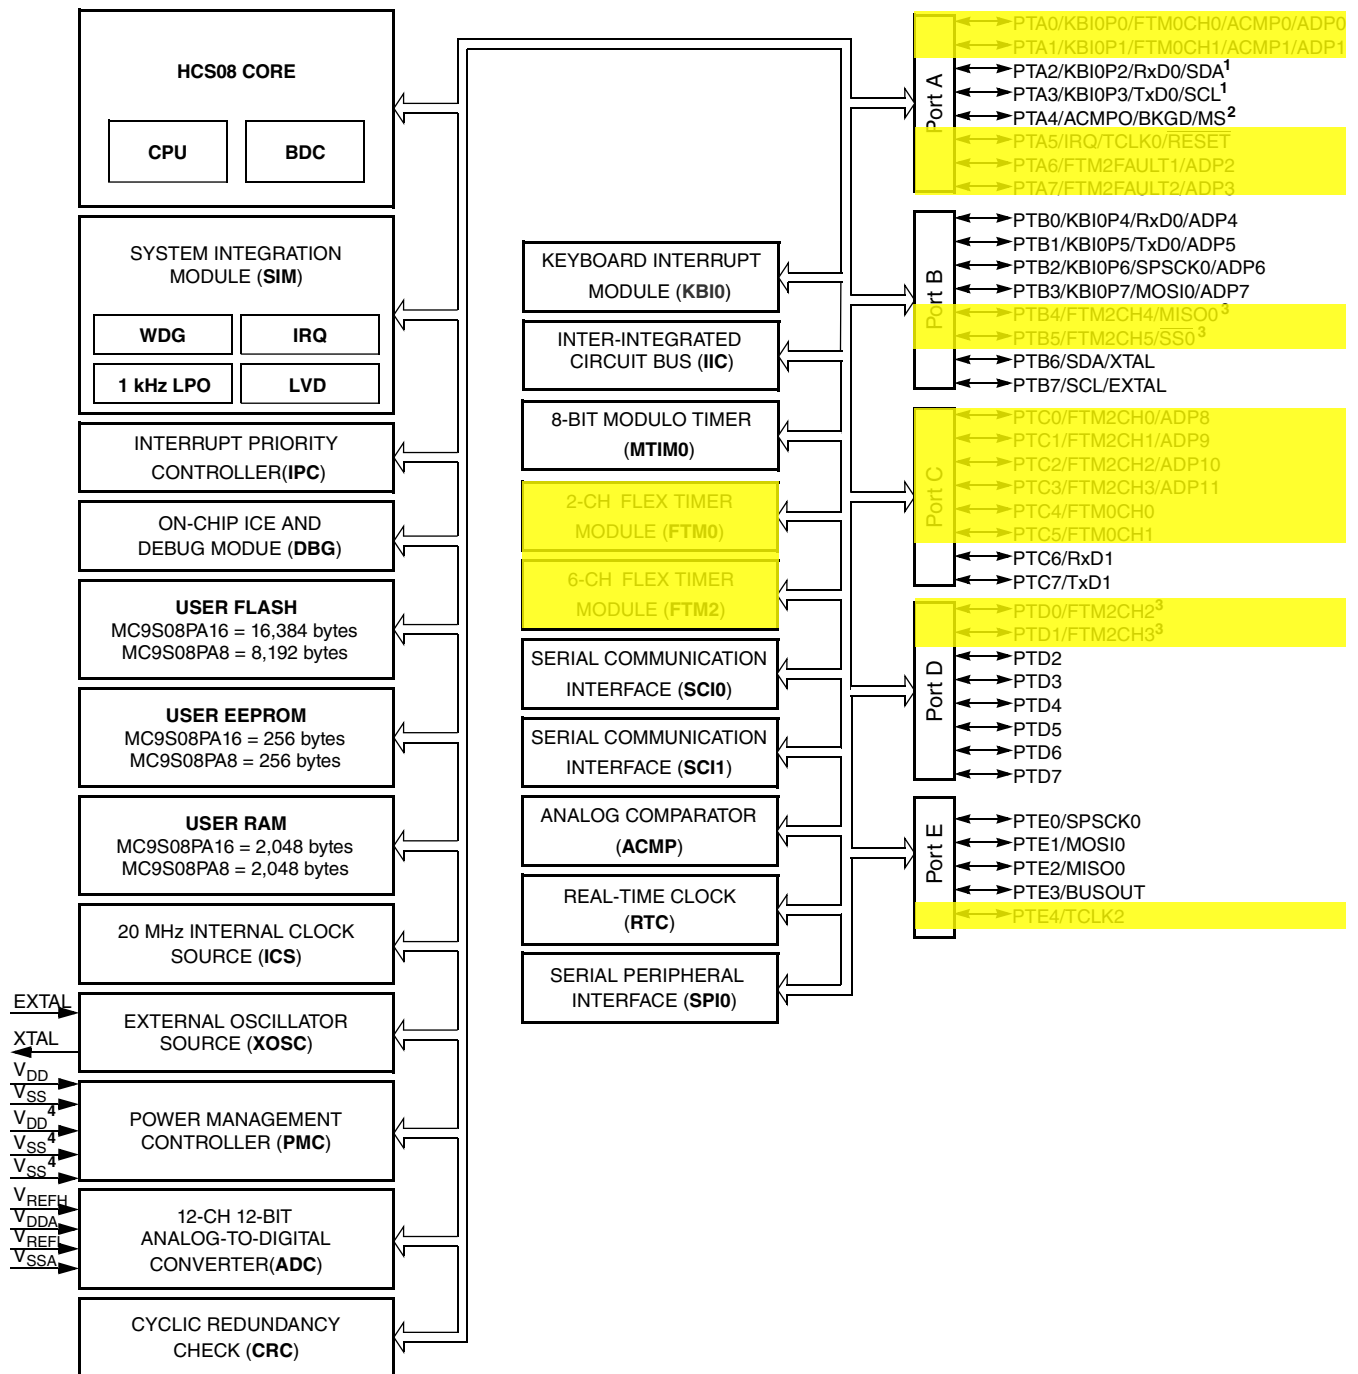 HCS08 CORE
CPU
BDC
SYSTEM INTEGRATION
MODULE (SIM)
WDG
IRQ
1 kHz LPO
LVD
INTERRUPT PRIORITY
CONTROLLER(IPC)
ON-CHIP ICE AND
DEBUG MODUE (DBG)
USER FLASH
MC9S08PA16 = 16,384 bytes
MC9S08PA8 = 8,192 bytes
USER EEPROM
MC9S08PA16 = 256 bytes
MC9S08PA8 = 256 bytes
USER RAM
MC9S08PA16 = 2,048 bytes
MC9S08PA8 = 2,048 bytes
20 MHz INTERNAL CLOCK
SOURCE (ICS)
EXTAL
XTAL
EXTERNAL OSCILLATOR
SOURCE (XOSC)
VDD
VSS
VDD4
VSS4
VSS4
POWER MANAGEMENT
CONTROLLER (PMC)
VREFH
VDDA
VREFL
VSSA
12-CH 12-BIT
ANALOG-TO-DIGITAL
CONVERTER(ADC)
CYCLIC REDUNDANCY
CHECK (CRC)
KEYBOARD INTERRUPT
MODULE (KBI0)
INTER-INTEGRATED
CIRCUIT BUS (IIC)
8-BIT MODULO TIMER
(MTIM0)
2-CH FLEX TIMER
MODULE (FTM0)
6-CH FLEX TIMER
MODULE (FTM2)
SERIAL COMMUNICATION
INTERFACE (SCI0)
SERIAL COMMUNICATION
INTERFACE (SCI1)
ANALOG COMPARATOR
(ACMP)
REAL-TIME CLOCK
(RTC)
SERIAL PERIPHERAL
INTERFACE (SPI0)
Port A
PTA0/KBI0P0/FTM0CH0/ACMP0/ADP0
PTA1/KBI0P1/FTM0CH1/ACMP1/ADP1
PTA2/KBI0P2/RxD0/SDA1
PTA3/KBI0P3/TxD0/SCL1
PTA4/ACMPO/BKGD/MS2
PTA5/IRQ/TCLK0/RESET
PTA6/FTM2FAULT1/ADP2
PTA7/FTM2FAULT2/ADP3
Port B
PTB0/KBI0P4/RxD0/ADP4
PTB1/KBI0P5/TxD0/ADP5
PTB2/KBI0P6/SPSCK0/ADP6
PTB3/KBI0P7/MOSI0/ADP7
PTB4/FTM2CH4/MISO03
PTB5/FTM2CH5/SS03
PTB6/SDA/XTAL
PTB7/SCL/EXTAL
Port C
PTC0/FTM2CH0/ADP8
PTC1/FTM2CH1/ADP9
PTC2/FTM2CH2/ADP10
PTC3/FTM2CH3/ADP11
PTC4/FTM0CH0
PTC5/FTM0CH1
PTC6/RxD1
PTC7/TxD1
Port D
PTD0/FTM2CH23
PTD1/FTM2CH33
PTD2
PTD3
PTD4
PTD5
PTD6
PTD7
Port E
PTE0/SPSCK0
PTE1/MOSI0
PTE2/MISO0
PTE3/BUSOUT
PTE4/TCLK2